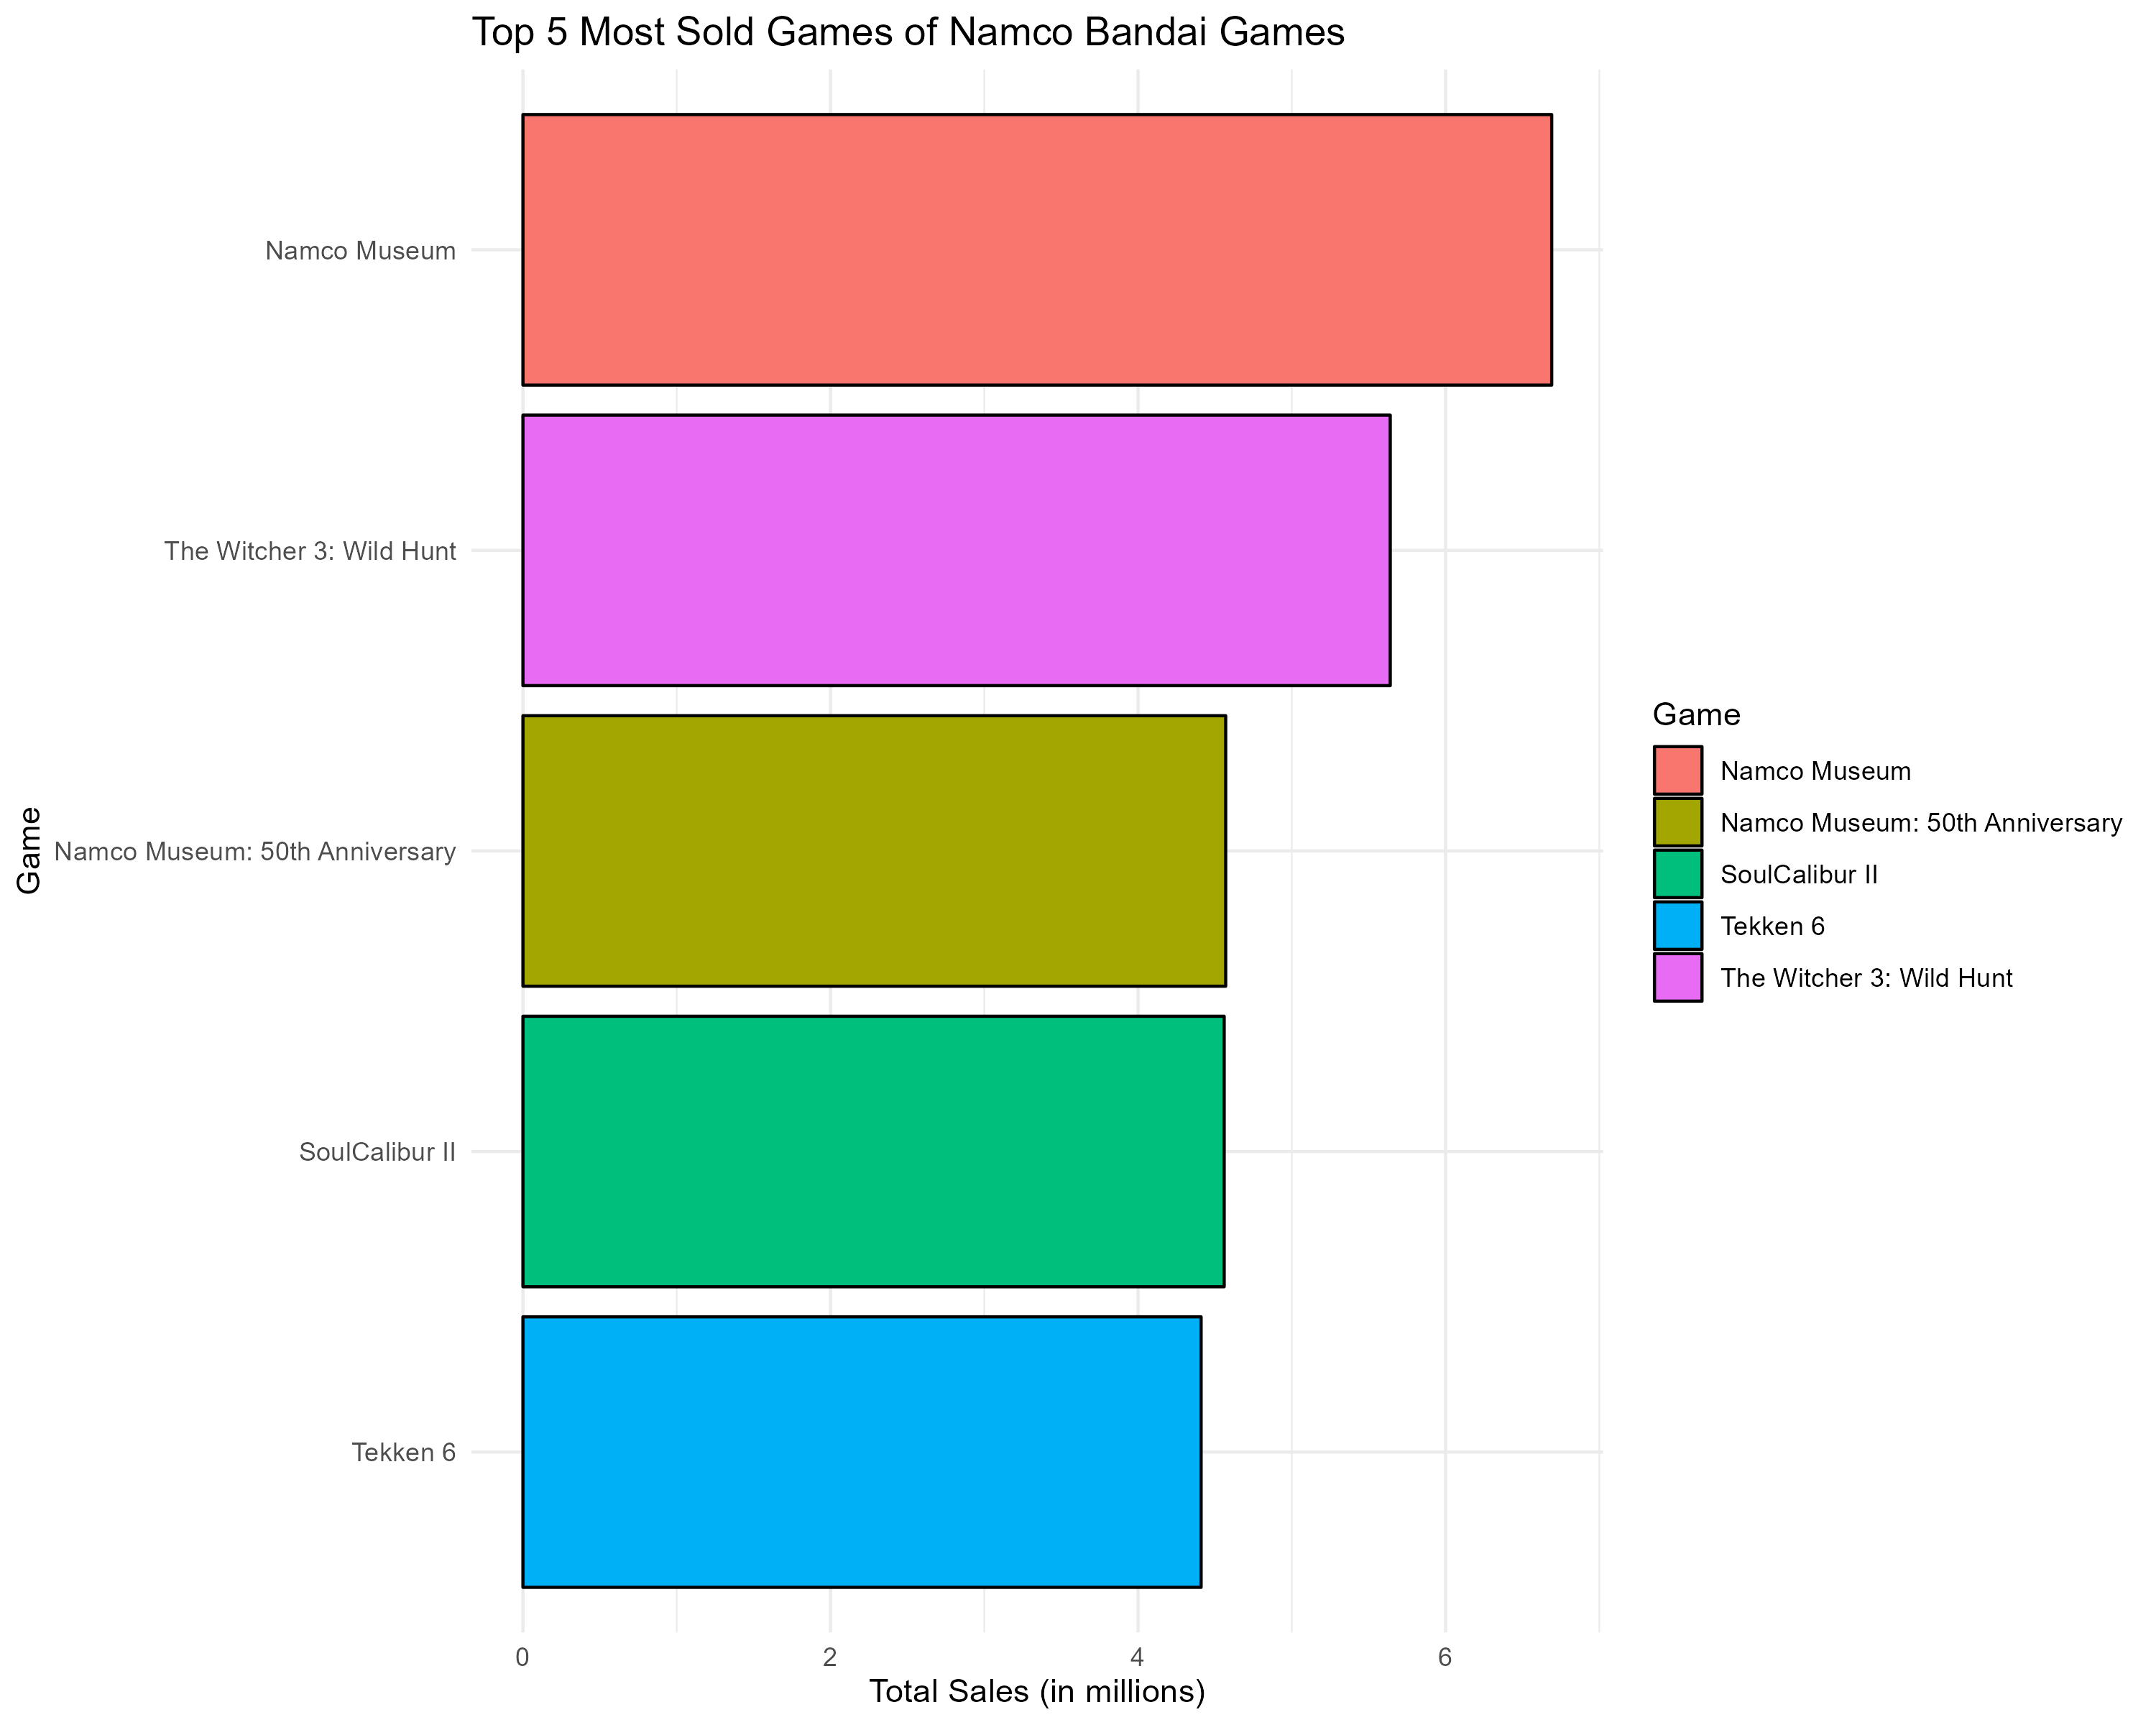 Top 5 Most Sold Games of Namco Bandai Games
Game
Namco Museum
The Witcher 3: Wild Hunt
Namco Museum: 50th Anniversary
SoulCalibur II
Tekken 6
0 2 4 6
Total Sales (in millions)
Game
Namco Museum
Namco Museum: 50th Anniversary
SoulCalibur II
Tekken 6
The Witcher 3: Wild Hunt